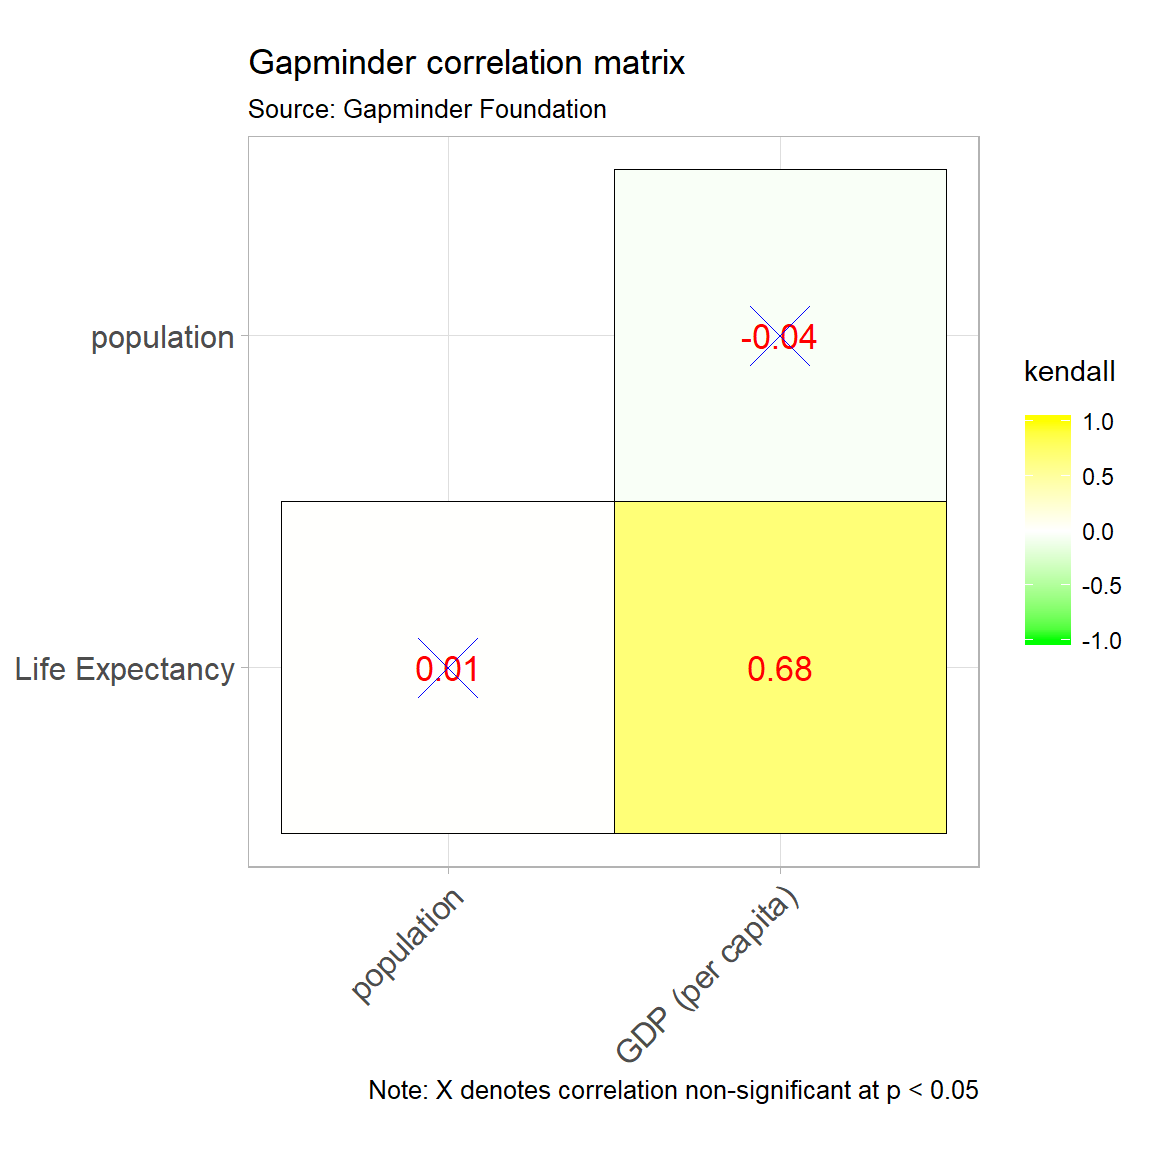 Gapminder correlation matrix
Source: Gapminder Foundation
population
-0.04
Life Expectancy
0.01
0.68
kendall
1.0
0.5
0.0
-0.5
-1.0
population
GDP (per capita)
Note: X denotes correlation non-significant at p < 0.05